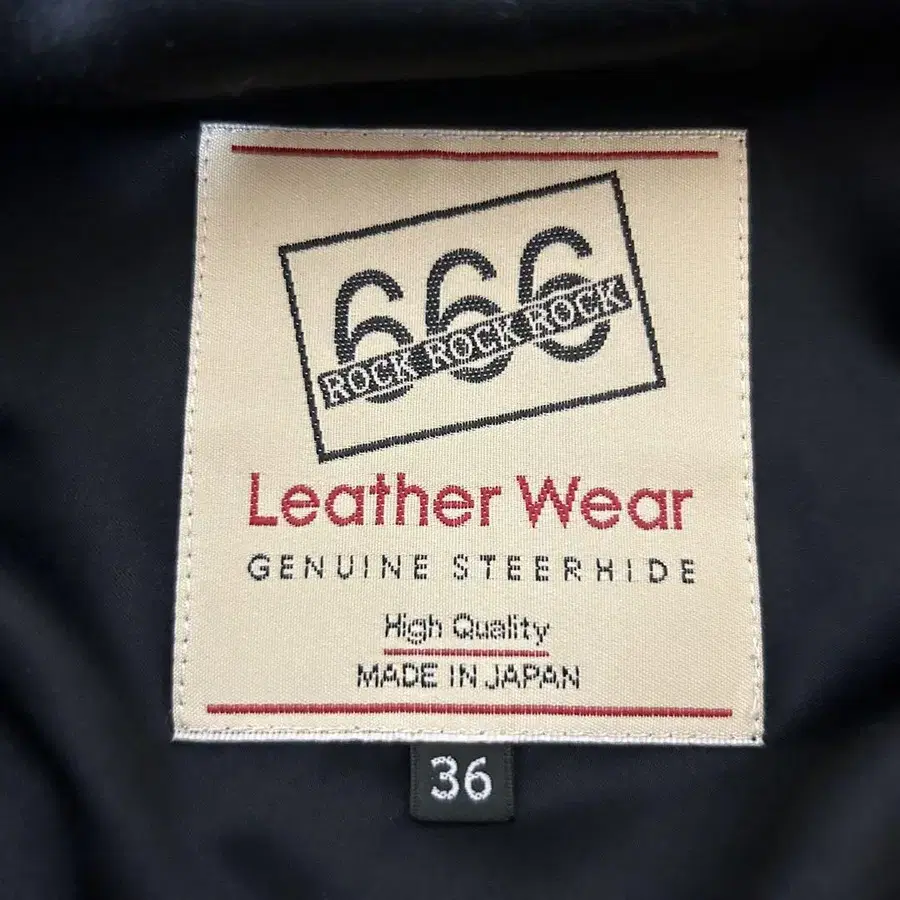 666
ROCK ROCK ROCK
Leather Wear
GENUINE STEERHIDE
High Quality
MADE IN JAPAN
36